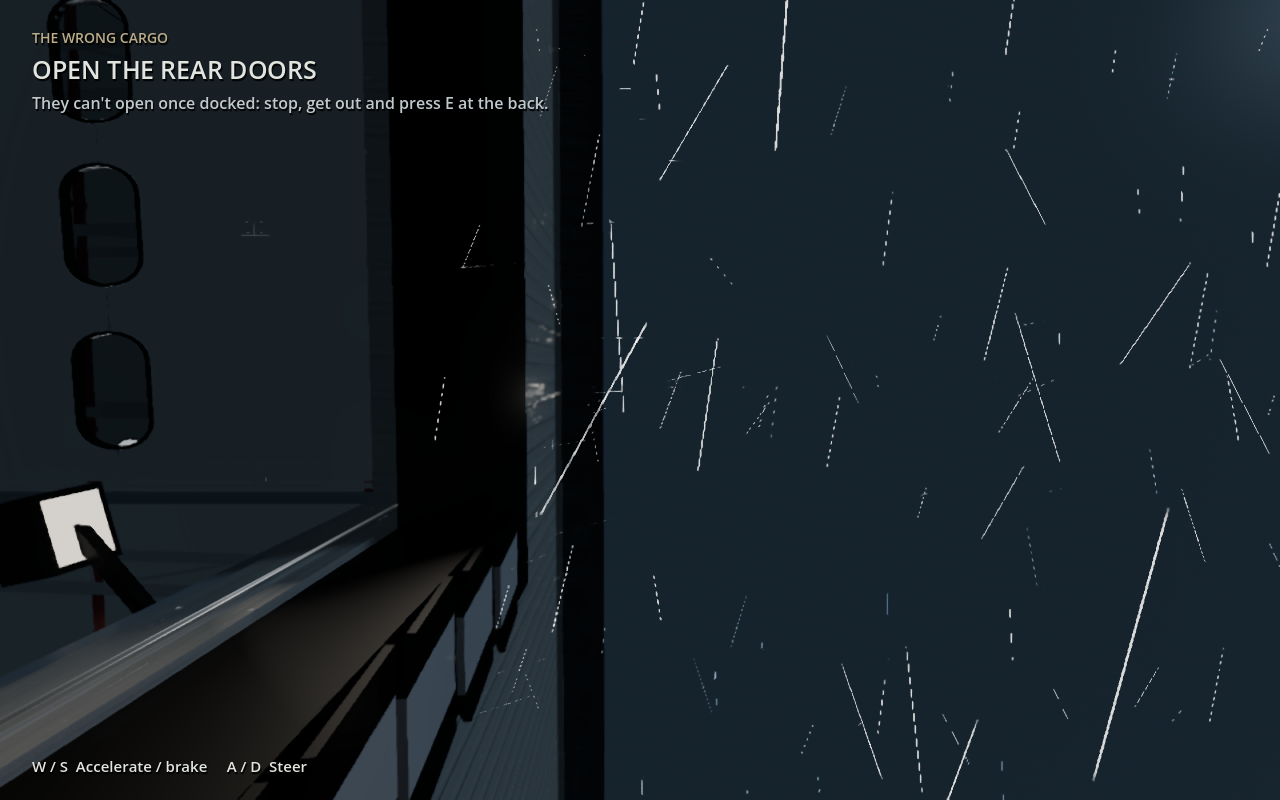 THE WRONG CARGO
OPEN THE REAR DOORS
They can't open once docked: stop, get out and press E at the back.
W / S Accelerate / brake A / D Steer